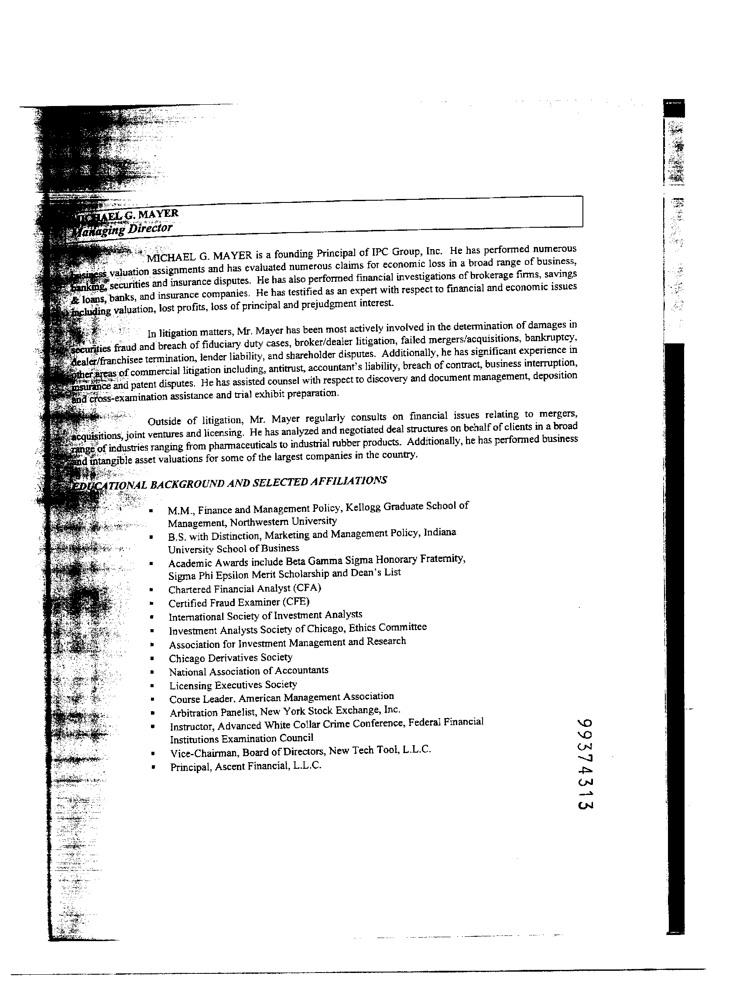 MICHAEL G. MAYER
Managing Director
MICHAEL G. MAYER is a founding Principal of IPC Group, Inc. He has performed numerous
business valuation assignments and has evaluated numerous claims for economic loss in a broad range of business,
banking, securities and insurance disputes. He has also performed financial investigations of brokerage firms, savings
& loans, banks, and insurance companies. He has testified as an expert with respect to financial and economic issues
including valuation, lost profits, loss of principal and prejudgment interest.
In litigation matters, Mr. Mayer has been most actively involved in the determination of damages in
securities fraud and breach of fiduciary duty cases, broker/dealer litigation, failed mergers/acquisitions, bankruptcy,
dealer/franchisee termination, lender liability, and shareholder disputes. Additionally, he has significant experience in
other areas of commercial litigation including, antitrust, accountant's liability, breach of contract, business interruption,
insurance and patent disputes. He has assisted counsel with respect to discovery and document management, deposition
and cross-examination assistance and trial exhibit preparation.
Outside of litigation, Mr. Mayer regularly consults on financial issues relating to mergers,
acquisitions, joint ventures and licensing. He has analyzed and negotiated deal structures on behalf of clients in a broad
range of industries ranging from pharmaceuticals to industrial rubber products. Additionally, he has performed business
and intangible asset valuations for some of the largest companies in the country.
EDUCATIONAL BACKGROUND AND SELECTED AFFILIATIONS
▪ M.M., Finance and Management Policy, Kellogg Graduate School of
Management, Northwestern University
▪ B.S. with Distinction, Marketing and Management Policy, Indiana
University School of Business
▪ Academic Awards include Beta Gamma Sigma Honorary Fraternity,
Sigma Phi Epsilon Merit Scholarship and Dean's List
▪ Chartered Financial Analyst (CFA)
▪ Certified Fraud Examiner (CFE)
▪ International Society of Investment Analysts
▪ Investment Analysts Society of Chicago, Ethics Committee
▪ Association for Investment Management and Research
▪ Chicago Derivatives Society
▪ National Association of Accountants
▪ Licensing Executives Society
▪ Course Leader, American Management Association
▪ Arbitration Panelist, New York Stock Exchange, Inc.
▪ Instructor, Advanced White Collar Crime Conference, Federal Financial
Institutions Examination Council
▪ Vice-Chairman, Board of Directors, New Tech Tool, L.L.C.
▪ Principal, Ascent Financial, L.L.C.
99374313